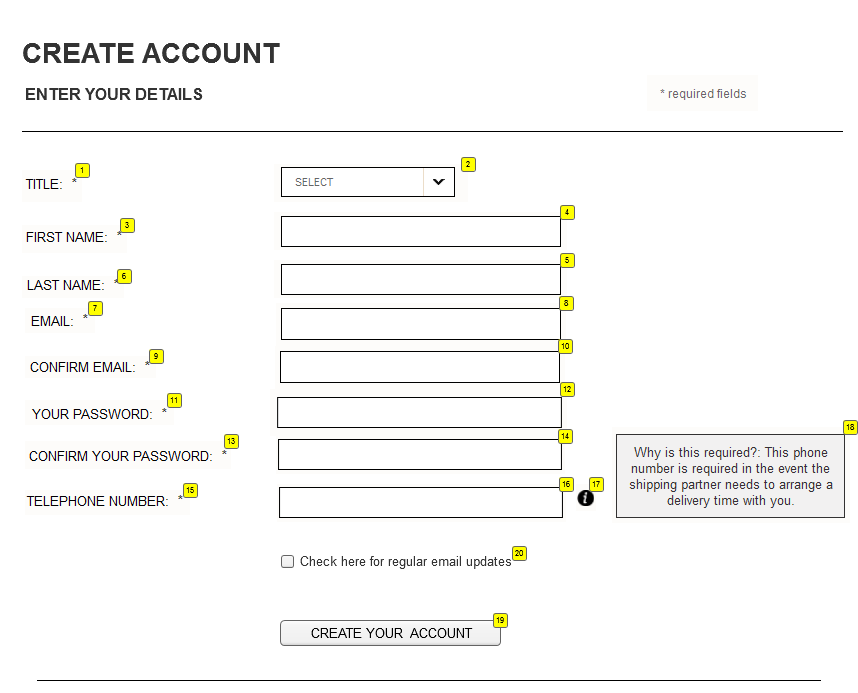 CREATE ACCOUNT
ENTER YOUR DETAILS
* required fields
TITLE: * 1
SELECT 2
FIRST NAME: * 3
4
LAST NAME: * 6
5
EMAIL: * 7
8
CONFIRM EMAIL: * 9
10
YOUR PASSWORD: * 11
12
CONFIRM YOUR PASSWORD: * 13
14
TELEPHONE NUMBER: * 15
16
i 17
18
Why is this required?: This phone
number is required in the event the
shipping partner needs to arrange a
delivery time with you.
Check here for regular email updates 20
CREATE YOUR ACCOUNT 19